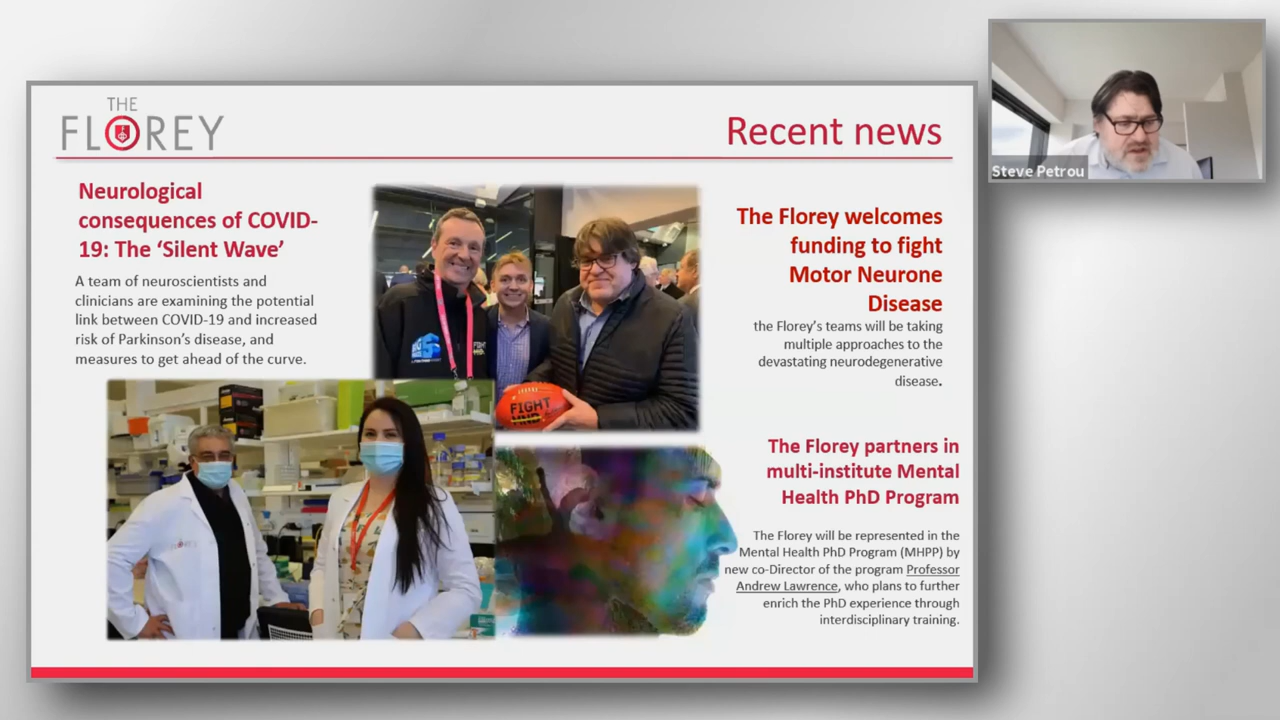 THE
FLOREY
Recent news
Neurological
consequences of COVID-
19: The ‘Silent Wave’
A team of neuroscientists and
clinicians are examining the potential
link between COVID-19 and increased
risk of Parkinson’s disease, and
measures to get ahead of the curve.
The Florey welcomes
funding to fight
Motor Neurone
Disease
the Florey’s teams will be taking
multiple approaches to the
devastating neurodegenerative
disease.
FIGHT
MND
The Florey partners in
multi-institute Mental
Health PhD Program
The Florey will be represented in the
Mental Health PhD Program (MHPP) by
new co-Director of the program Professor
Andrew Lawrence, who plans to further
enrich the PhD experience through
interdisciplinary training.
Steve Petrou